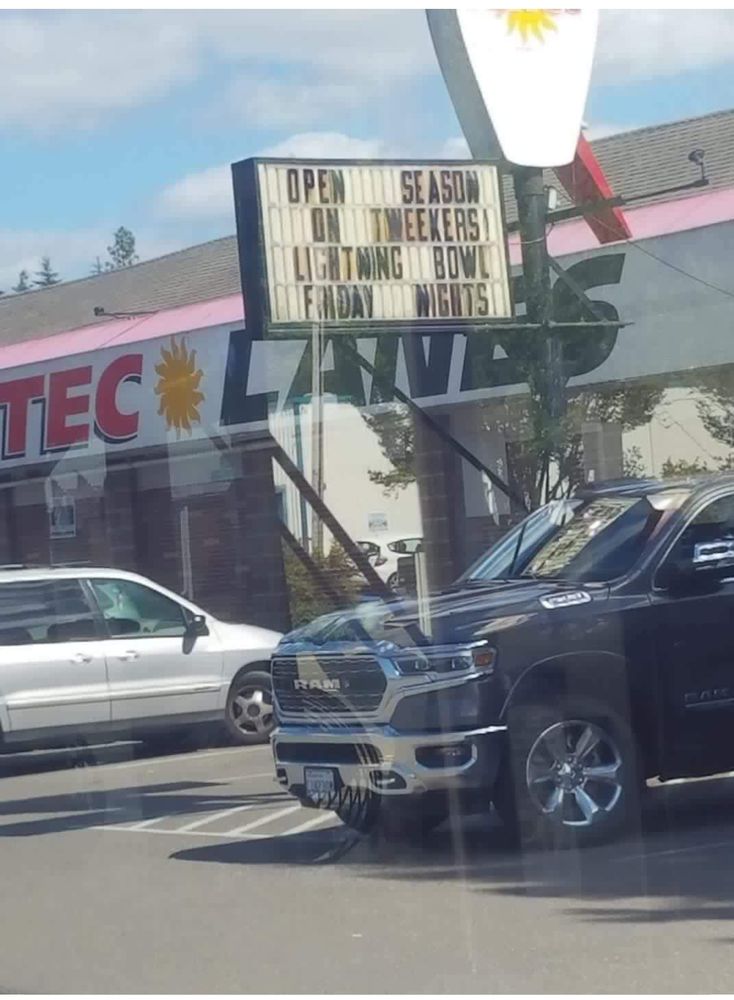 OPEN SEASON
ON TWEEKERS!
LIGHTNING BOWL
FRIDAY NIGHTS
TEC LANES
RAM